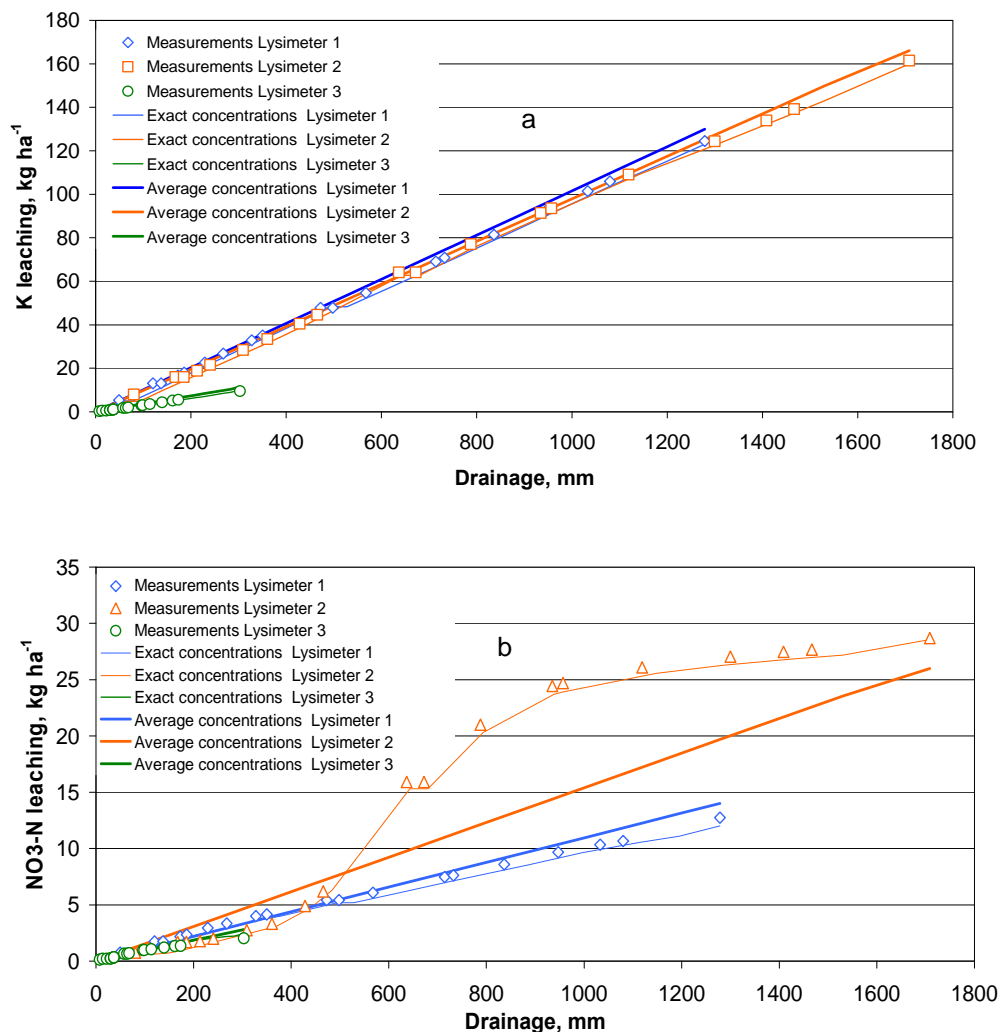 180
160
140
120
100
80
60
40
20
0
K leaching, kg ha-1
Measurements Lysimeter 1
Measurements Lysimeter 2
Measurements Lysimeter 3
Exact concentrations Lysimeter 1
Exact concentrations Lysimeter 2
Exact concentrations Lysimeter 3
Average concentrations Lysimeter 1
Average concentrations Lysimeter 2
Average concentrations Lysimeter 3
a
0 200 400 600 800 1000 1200 1400 1600 1800
Drainage, mm
35
30
25
20
15
10
5
0
NO3-N leaching, kg ha-1
Measurements Lysimeter 1
Measurements Lysimeter 2
Measurements Lysimeter 3
Exact concentrations Lysimeter 1
Exact concentrations Lysimeter 2
Exact concentrations Lysimeter 3
Average concentrations Lysimeter 1
Average concentrations Lysimeter 2
Average concentrations Lysimeter 3
b
0 200 400 600 800 1000 1200 1400 1600 1800
Drainage, mm